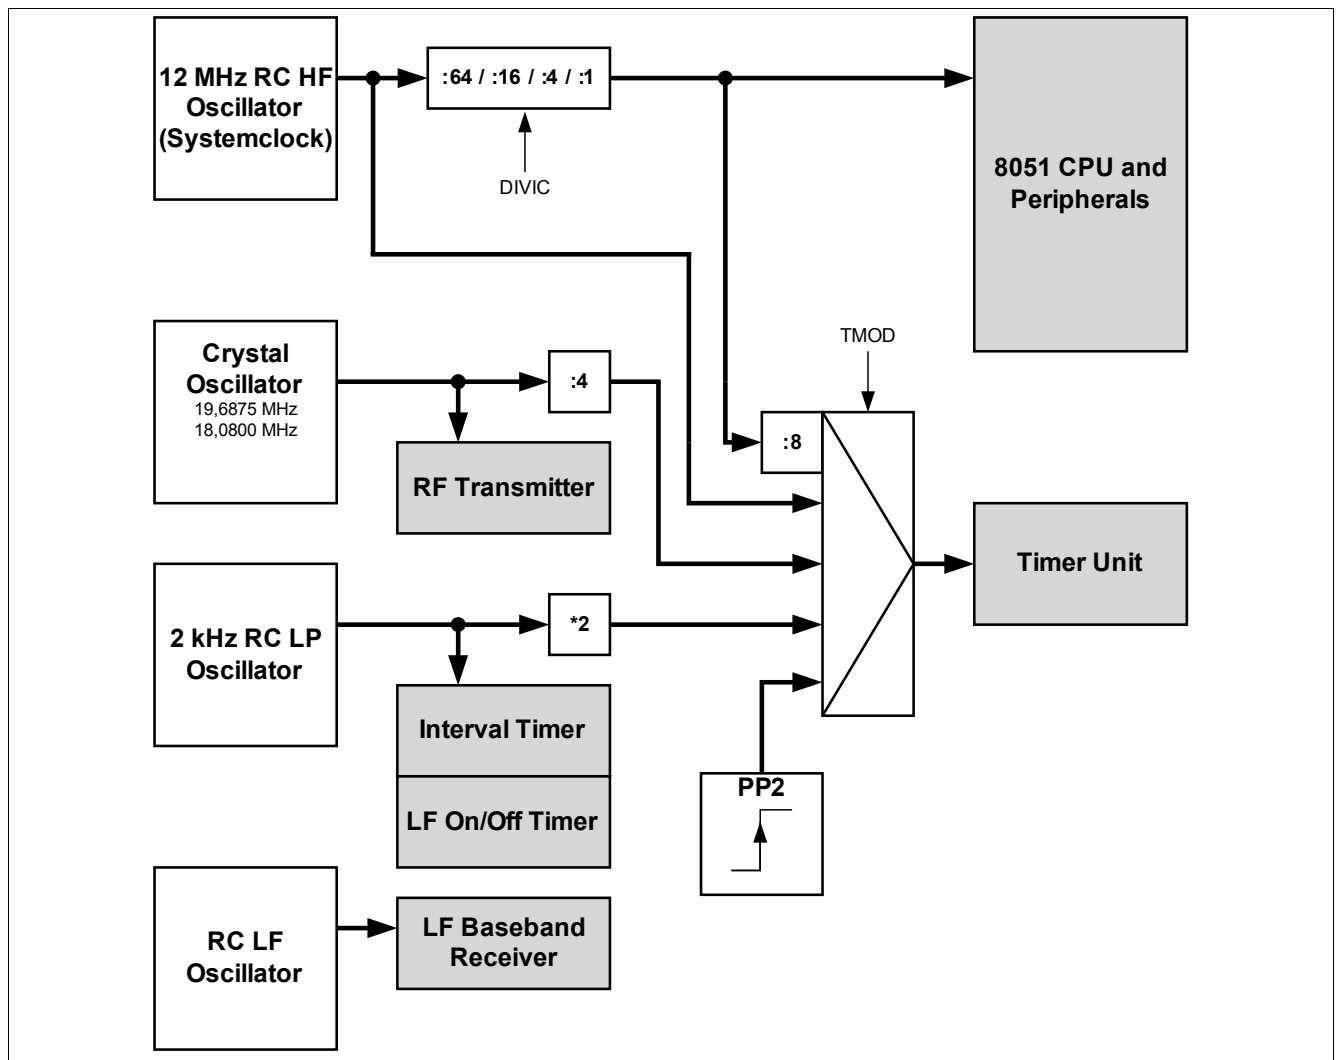 12 MHz RC HF
Oscillator
(Systemclock)
:64 / :16 / :4 / :1
DIVIC
8051 CPU and
Peripherals
Crystal
Oscillator
19,6875 MHz
18,0800 MHz
:4
RF Transmitter
TMOD
:8
Timer Unit
2 kHz RC LP
Oscillator
*2
Interval Timer
LF On/Off Timer
PP2
RC LF
Oscillator
LF Baseband
Receiver